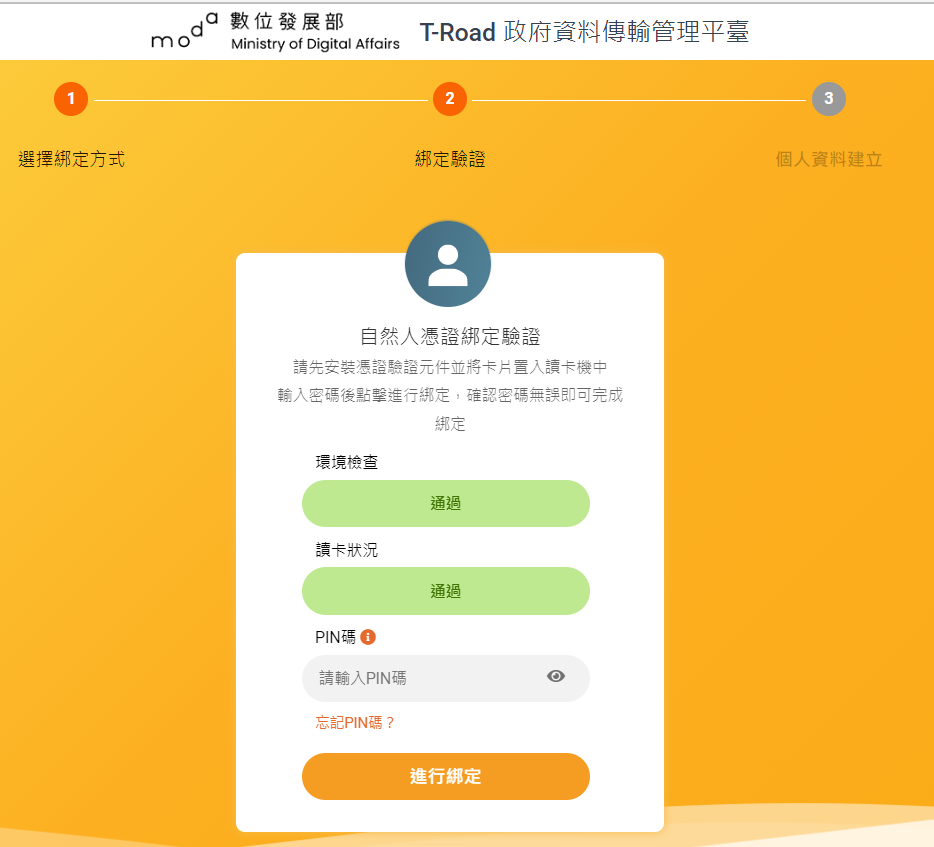 moda
數位發展部
Ministry of Digital Affairs
T-Road 政府資料傳輸管理平臺
1
2
3
選擇綁定方式
綁定驗證
個人資料建立
自然人憑證綁定驗證
請先安裝憑證驗證元件並將卡片置入讀卡機中
輸入密碼後點擊進行綁定，確認密碼無誤即可完成
綁定
環境檢查
通過
讀卡狀況
通過
PIN碼
請輸入PIN碼
忘記PIN碼？
進行綁定